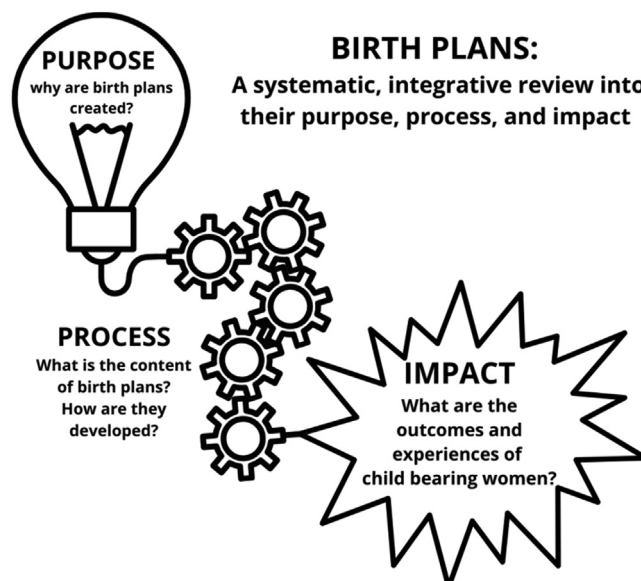 BIRTH PLANS:
A systematic, integrative review into
their purpose, process, and impact
PURPOSE
why are birth plans
created?
PROCESS
What is the content
of birth plans?
How are they
developed?
IMPACT
What are the
outcomes and
experiences of
child bearing women?